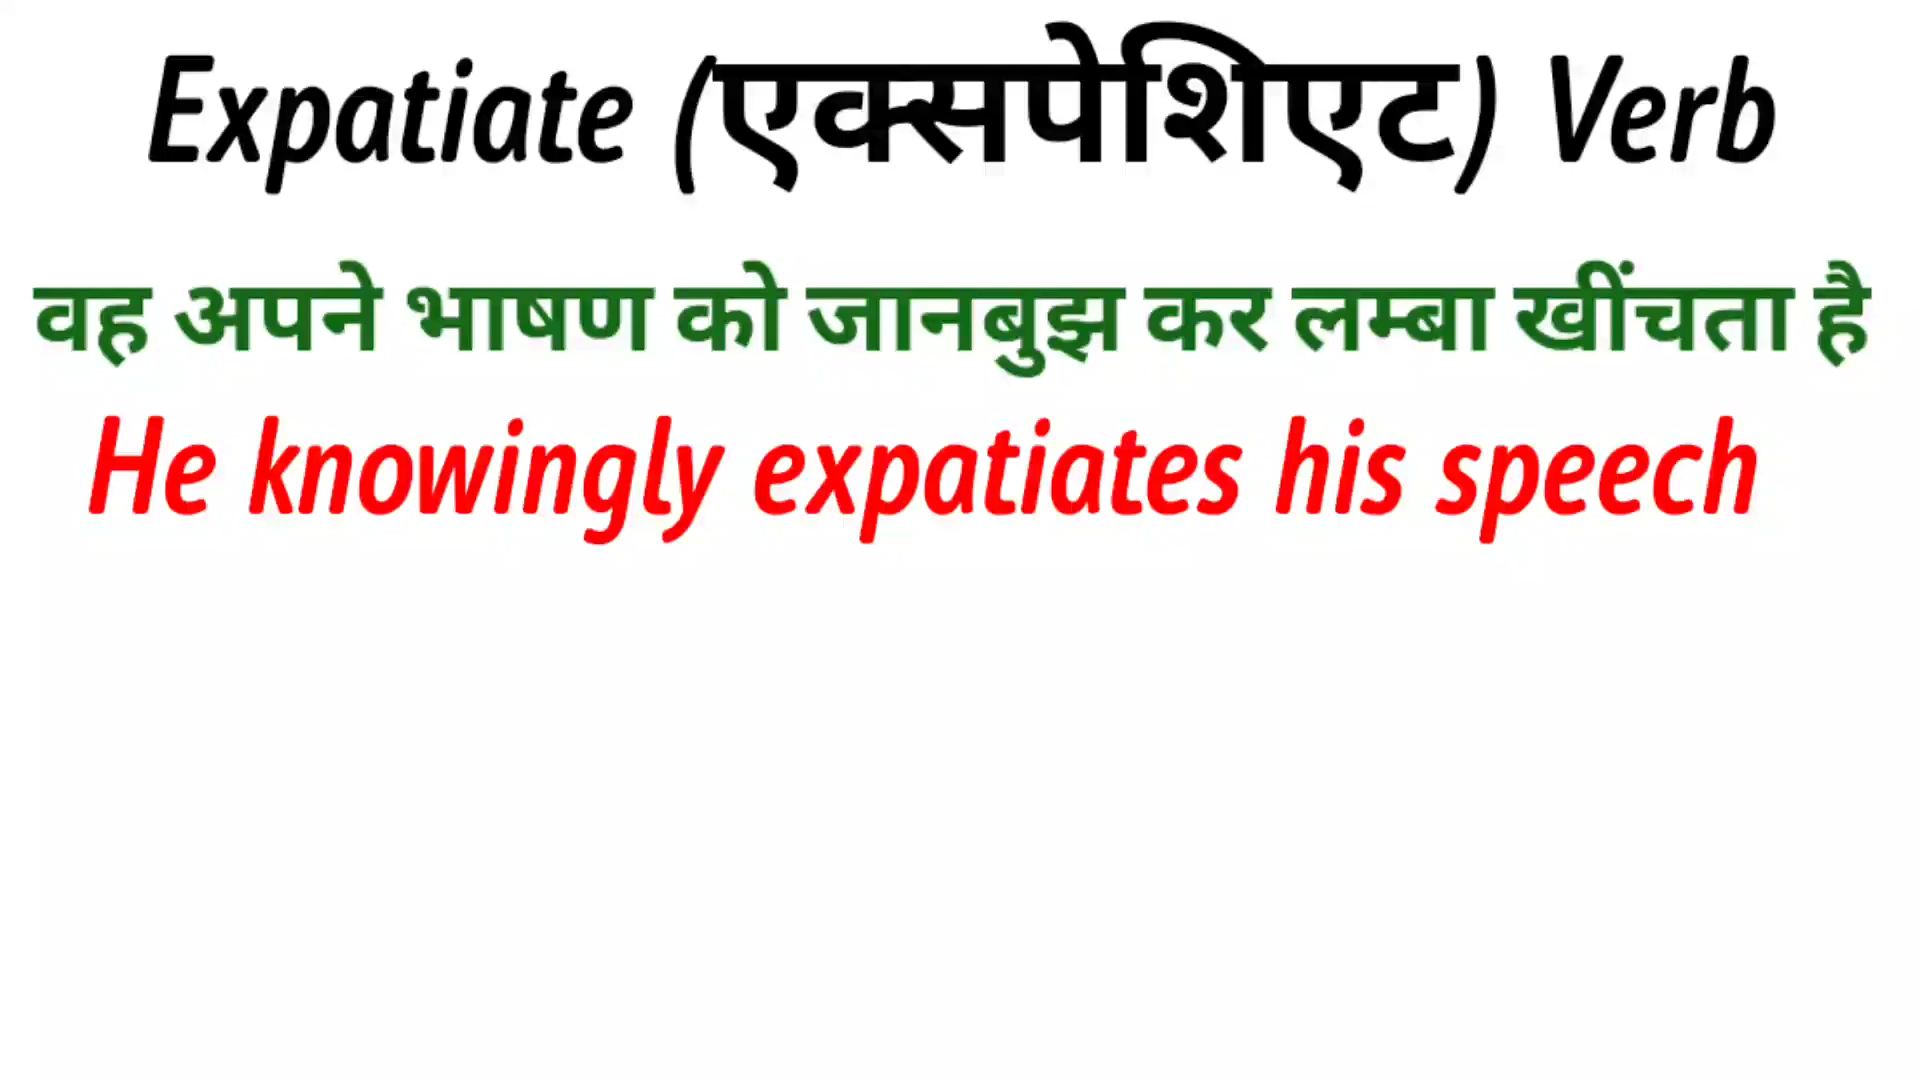 Expatiate (एक्सपेशिएट) Verb
वह अपने भाषण को जानबुझ कर लम्बा खींचता है
He knowingly expatiates his speech